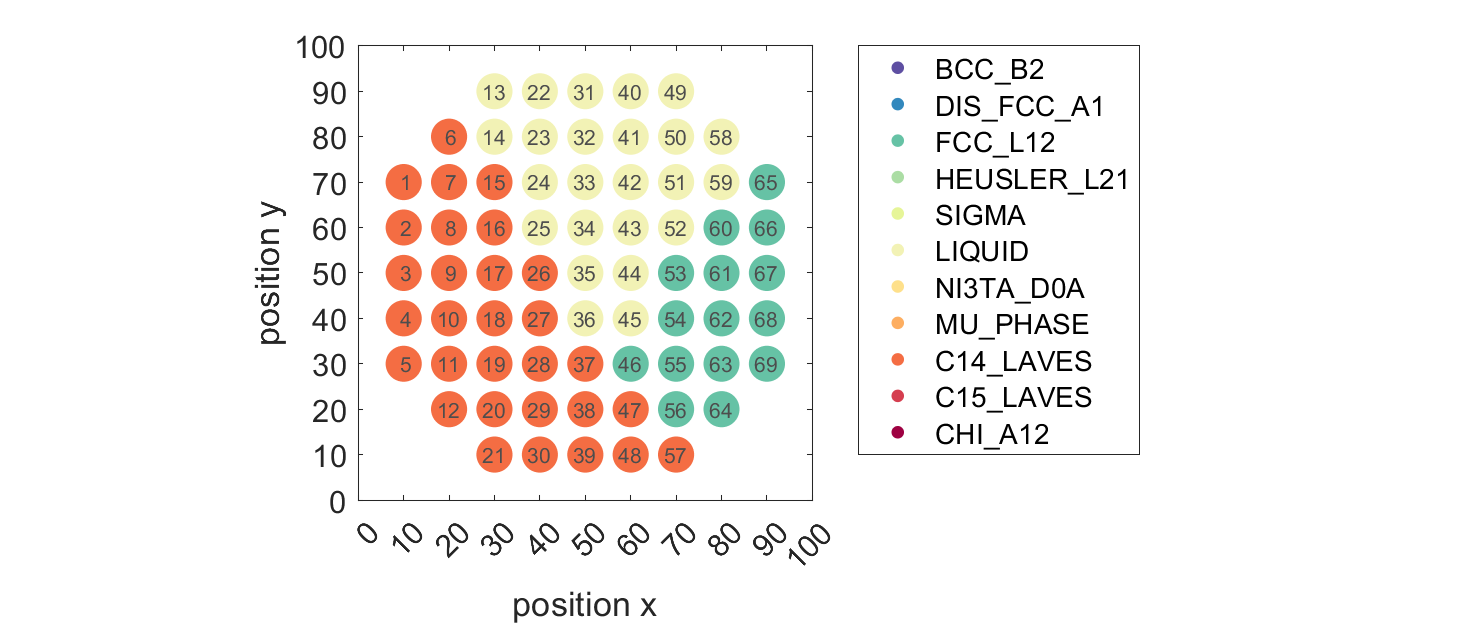 100
90
80
70
60
50
40
30
20
10
0
position y
13 22 31 40 49
6 14 23 32 41 50 58
1 7 15 24 33 42 51 59 65
2 8 16 25 34 43 52 60 66
3 9 17 26 35 44 53 61 67
4 10 18 27 36 45 54 62 68
5 11 19 28 37 46 55 63 69
12 20 29 38 47 56 64
21 30 39 48 57
0 10 20 30 40 50 60 70 80 90 100
position x
BCC_B2
DIS_FCC_A1
FCC_L12
HEUSLER_L21
SIGMA
LIQUID
NI3TA_D0A
MU_PHASE
C14_LAVES
C15_LAVES
CHI_A12